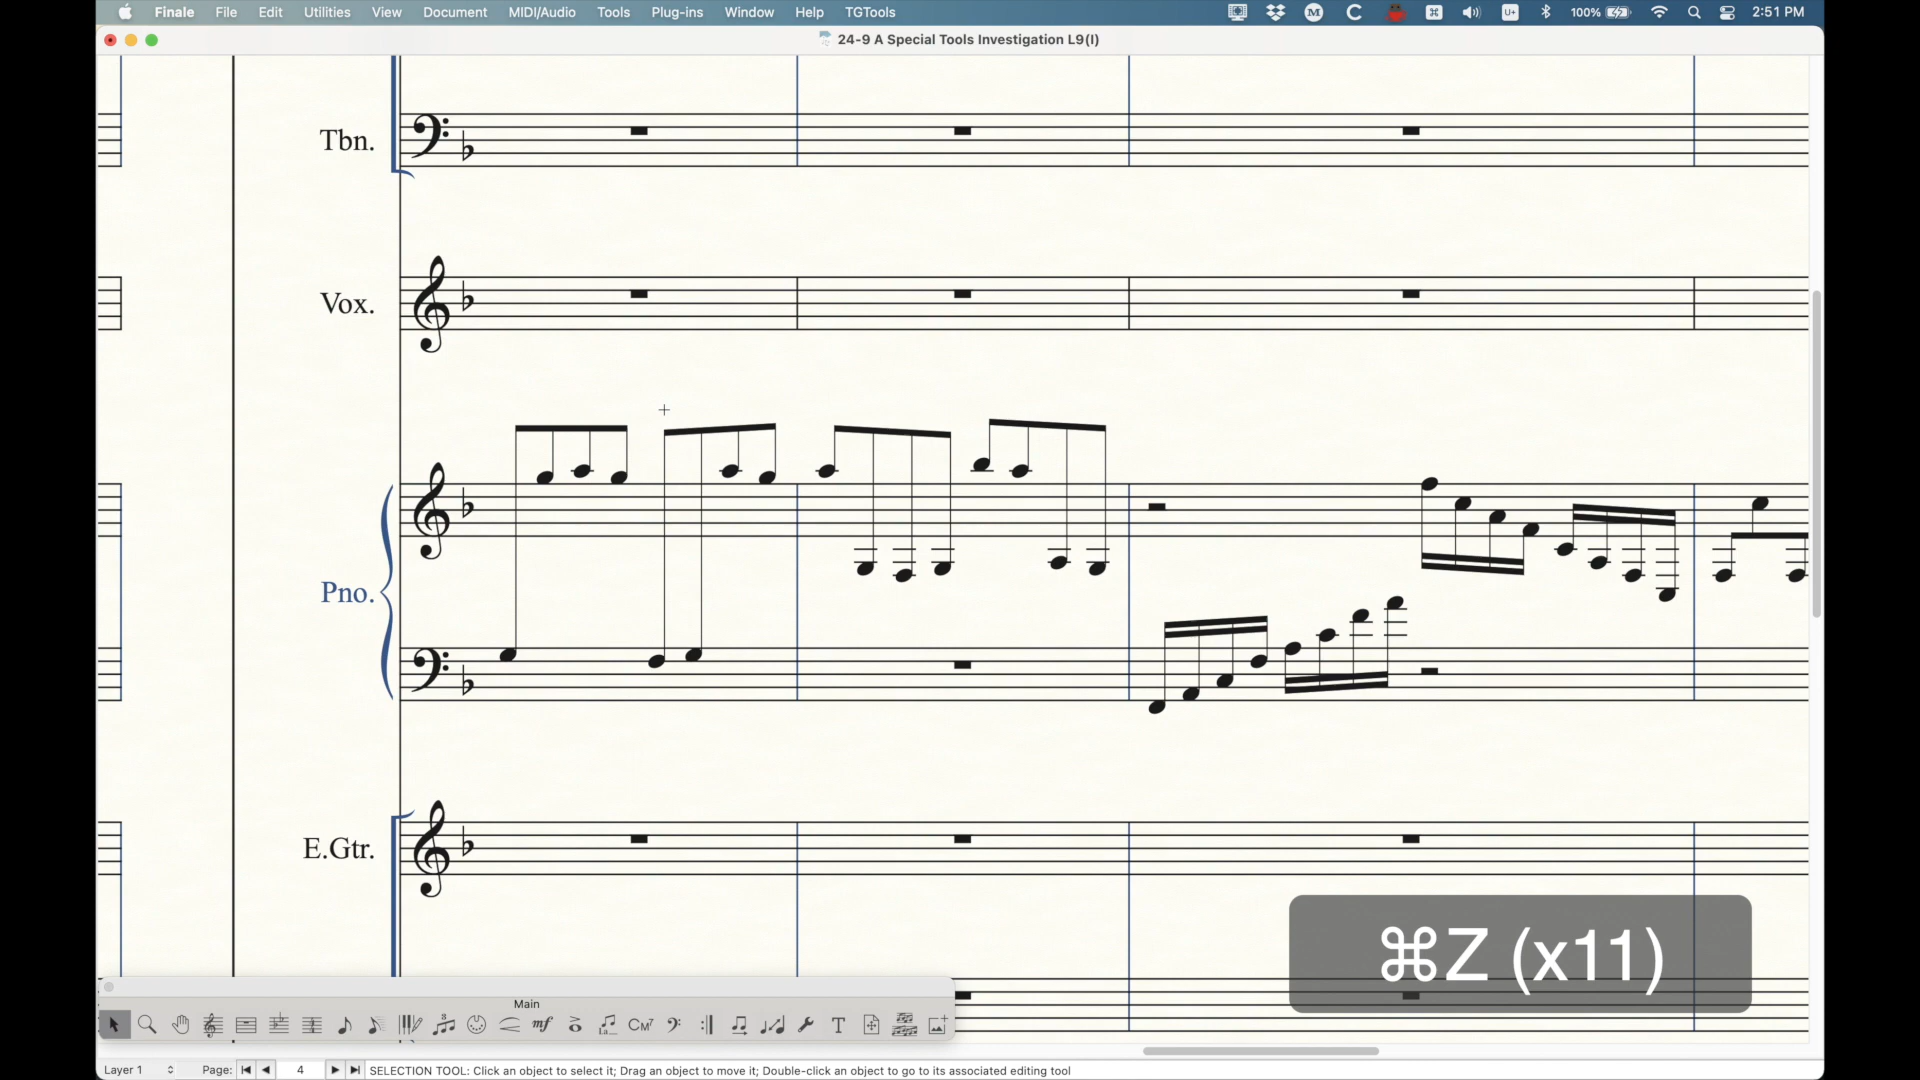 Finale File Edit Utilities View Document MIDI/Audio Tools Plug-ins Window Help TGTools 100% 2:51 PM
24-9 A Special Tools Investigation L9(I)
Tbn.
Vox.
Pno.
E.Gtr.
⌘Z (x11)
Main
mf CM7 T
Layer 1 Page: 4 SELECTION TOOL: Click an object to select it; Drag an object to move it; Double-click an object to go to its associated editing tool